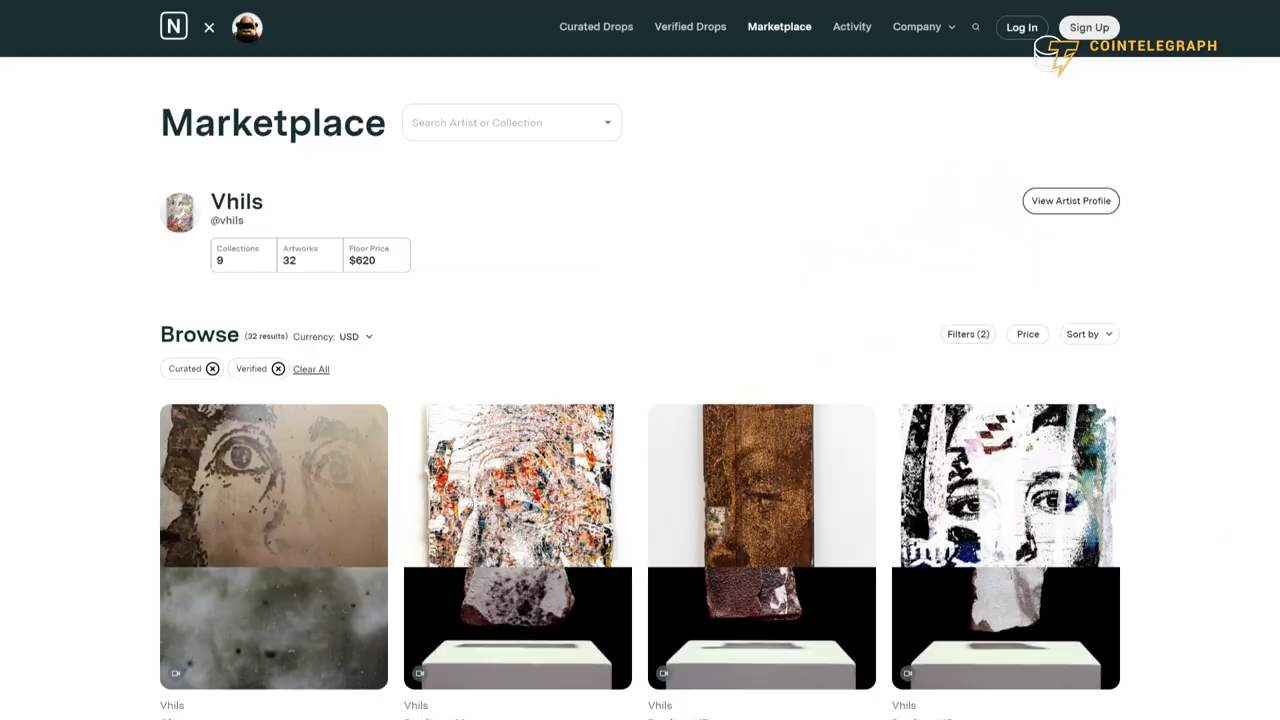 N
Curated Drops Verified Drops Marketplace Activity Company Log In Sign Up
COINTELEGRAPH
Marketplace Search Artist or Collection
Vhils
@vhils
View Artist Profile
Collections Artworks Floor Price
9 32 $620
Browse (32 results) Currency: USD
Filters (2) Price Sort by
Curated Verified Clear All
Vhils Vhils Vhils Vhils